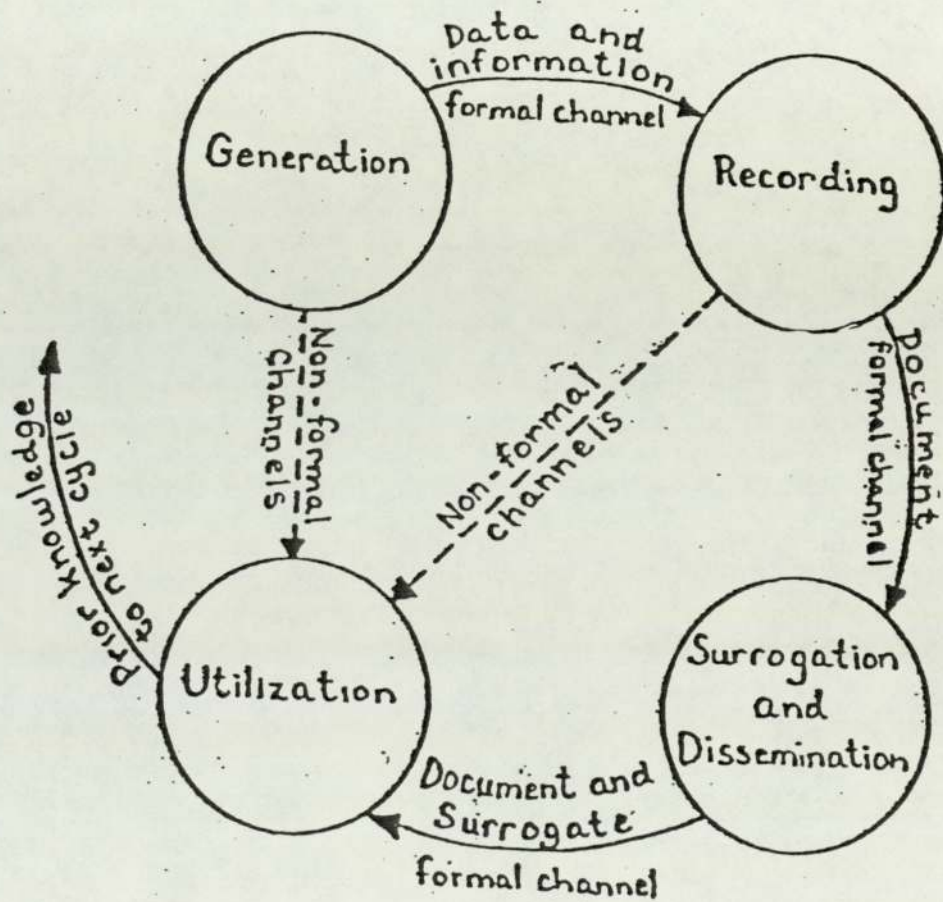 Data and
information
formal channel
Generation
Recording
Non-formal
channels
Non-formal
channels
Document
formal channel
Prior knowledge
to next cycle
Utilization
Surrogation
and
Dissemination
Document and
Surrogate
formal channel